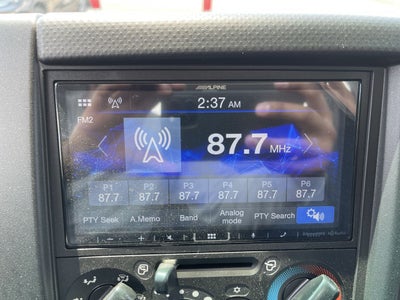 ALPINE
2:37 AM
FM2
87.7 MHz
P1 P2 P3 P4 P5 P6
87.7 87.7 87.7 87.7 87.7 87.7
PTY Seek A.Memo Band Analog mode PTY Search